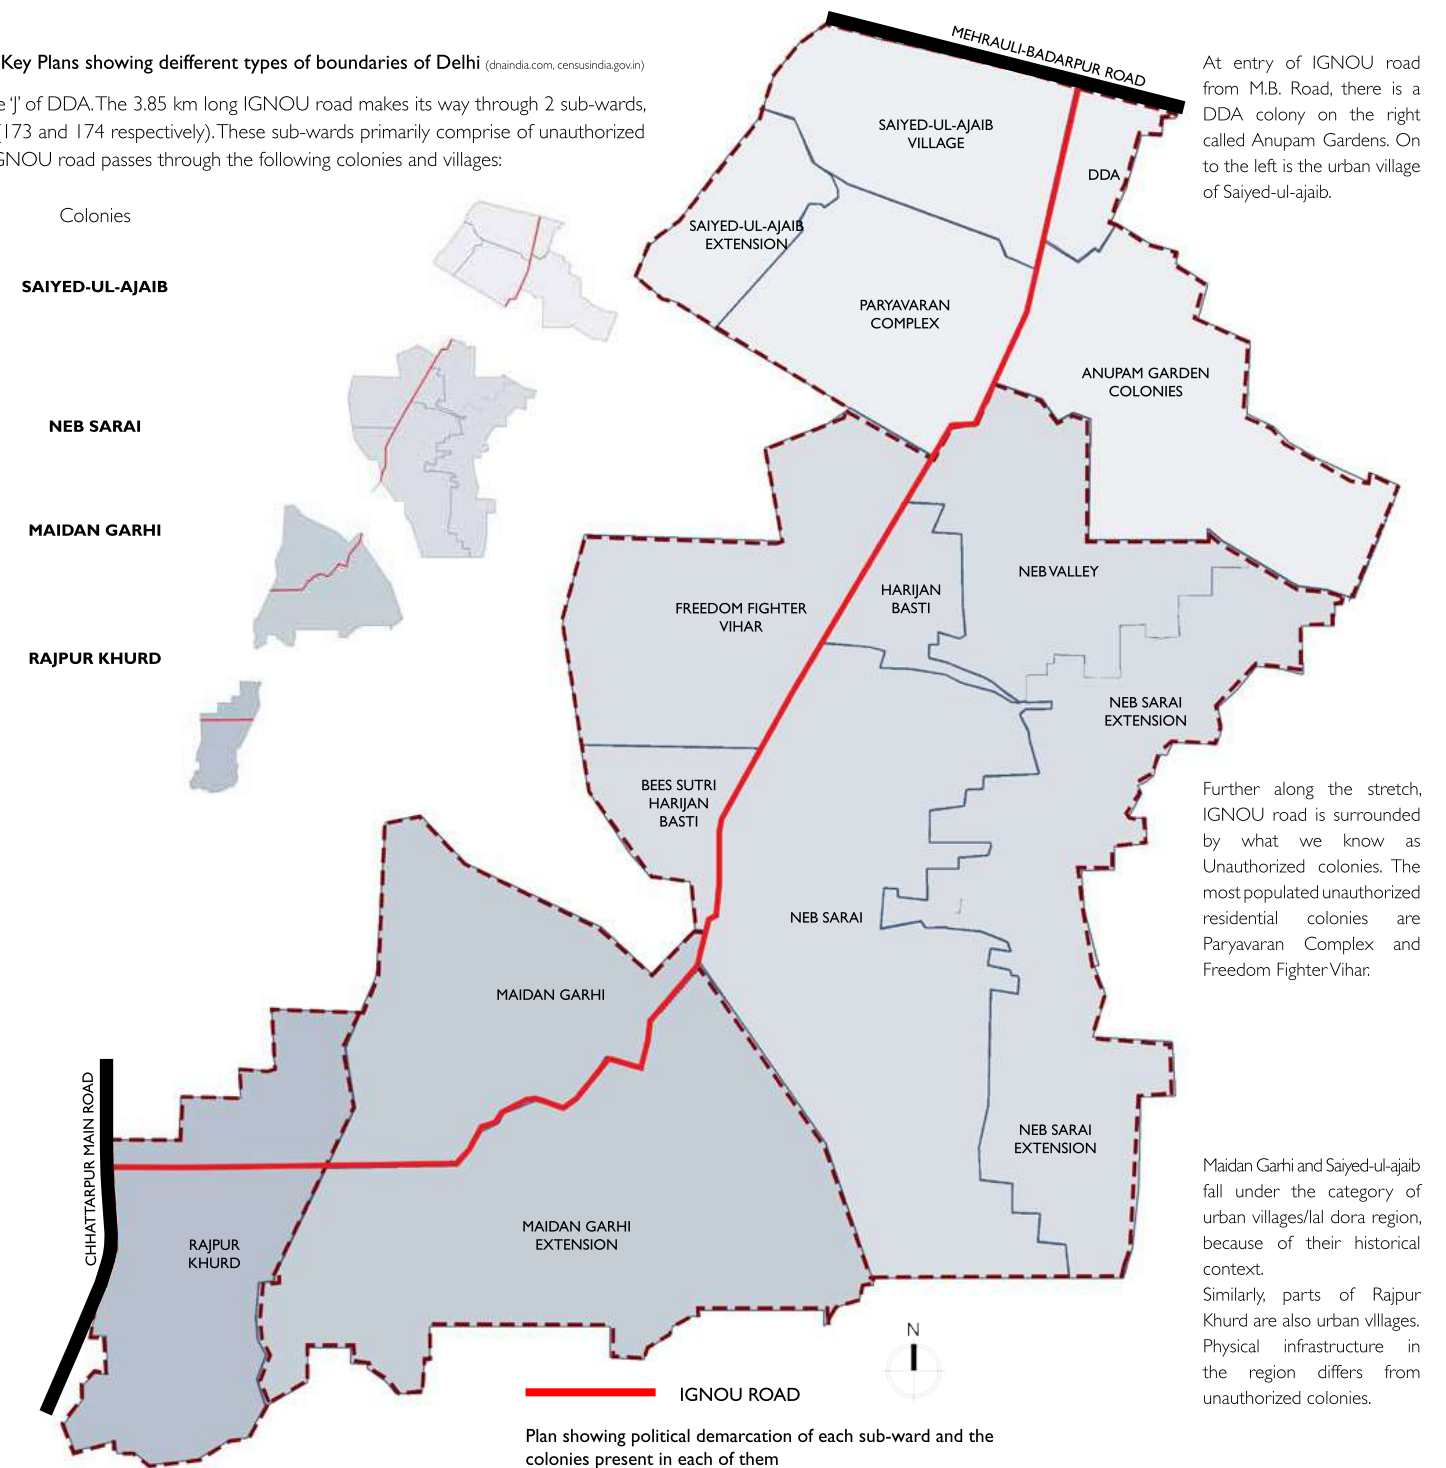 Key Plans showing deifferent types of boundaries of Delhi (dnaindia.com, censusindia.gov.in)
e 'J' of DDA. The 3.85 km long IGNOU road makes its way through 2 sub-wards,
(173 and 174 respectively). These sub-wards primarily comprise of unauthorized
GNOU road passes through the following colonies and villages:
Colonies
SAIYED-UL-AJAIB
NEB SARAI
MAIDAN GARHI
RAJPUR KHURD
MEHRAULI-BADARPUR ROAD
SAIYED-UL-AJAIB
VILLAGE
DDA
SAIYED-UL-AJAIB
EXTENSION
PARYAVARAN
COMPLEX
ANUPAM GARDEN
COLONIES
NEB VALLEY
HARIJAN
BASTI
FREEDOM FIGHTER
VIHAR
NEB SARAI
EXTENSION
BEES SUTRI
HARIJAN
BASTI
NEB SARAI
MAIDAN GARHI
NEB SARAI
EXTENSION
CHHATTARPUR MAIN ROAD
MAIDAN GARHI
EXTENSION
RAJPUR
KHURD
N
IGNOU ROAD
Plan showing political demarcation of each sub-ward and the
colonies present in each of them
At entry of IGNOU road
from M.B. Road, there is a
DDA colony on the right
called Anupam Gardens. On
to the left is the urban village
of Saiyed-ul-ajaib.
Further along the stretch,
IGNOU road is surrounded
by what we know as
Unauthorized colonies. The
most populated unauthorized
residential colonies are
Paryavaran Complex and
Freedom Fighter Vihar.
Maidan Garhi and Saiyed-ul-ajaib
fall under the category of
urban villages/lal dora region,
because of their historical
context.
Similarly, parts of Rajpur
Khurd are also urban vIllages.
Physical infrastructure in
the region differs from
unauthorized colonies.